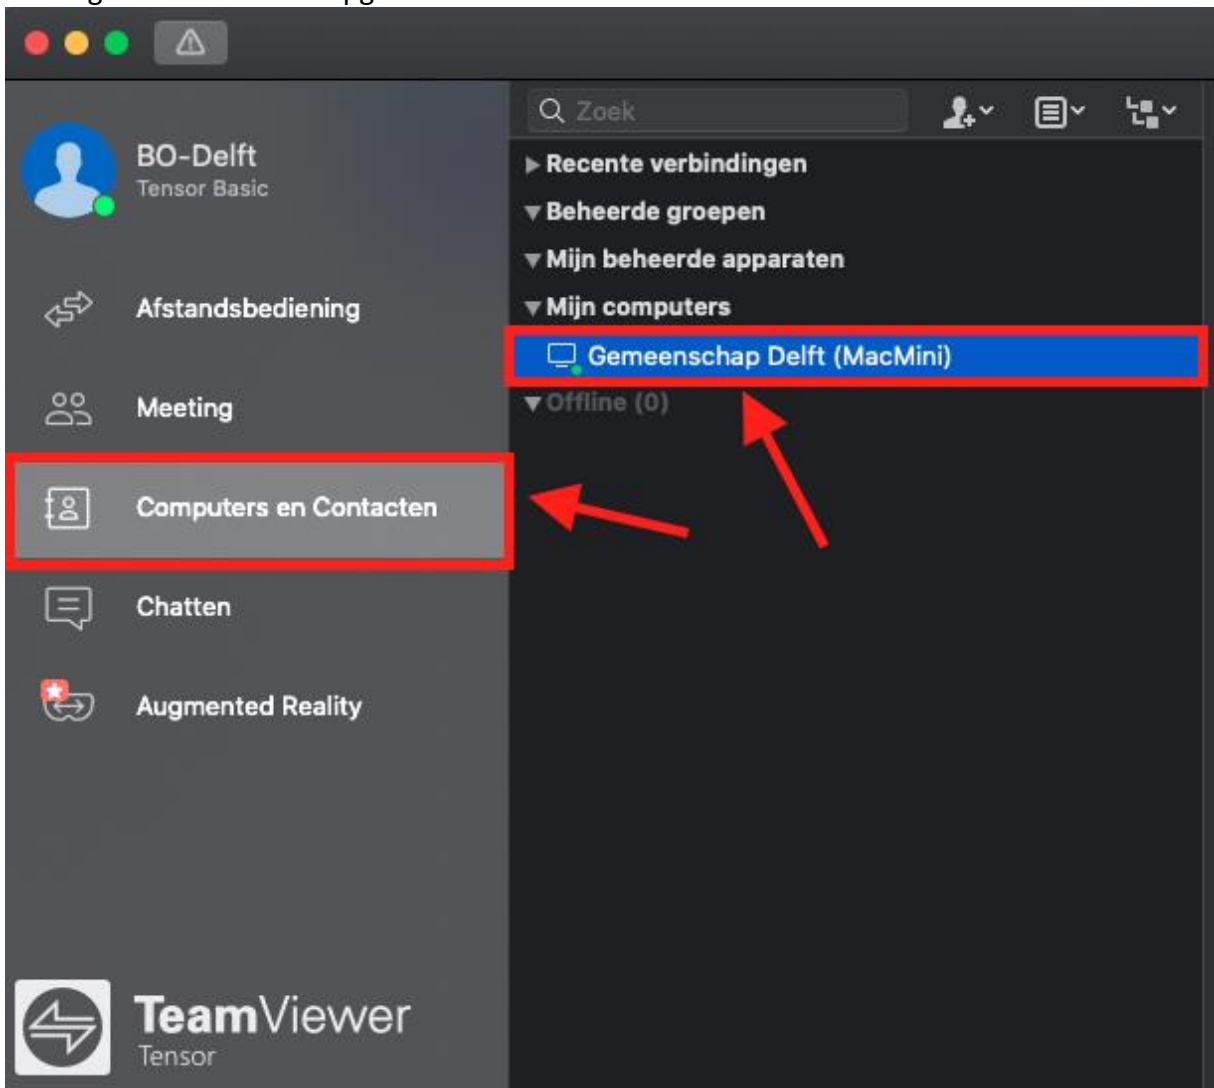 Zoek
BO-Delft
Tensor Basic
Recente verbindingen
Beheerde groepen
Mijn beheerde apparaten
Afstandsbediening
Mijn computers
Gemeenschap Delft (MacMini)
Meeting
Offline (0)
Computers en Contacten
Chatten
Augmented Reality
TeamViewer
Tensor